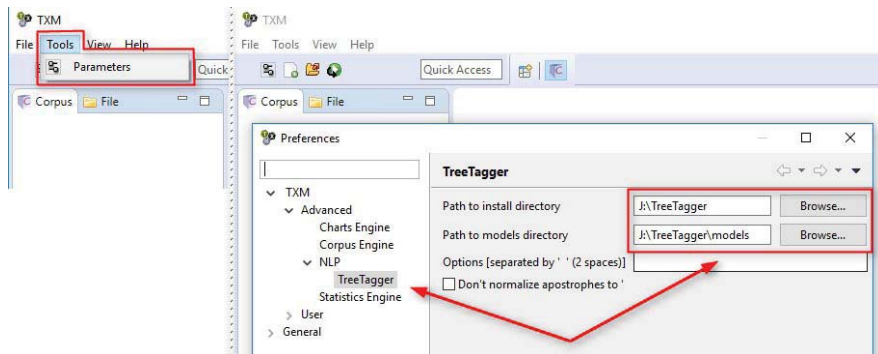 TXM
File Tools View Help
Parameters
Quick
Corpus File
TXM
File Tools View Help
Quick Access
Corpus File
Preferences
TXM
Advanced
Charts Engine
Corpus Engine
NLP
TreeTagger
Statistics Engine
User
General
TreeTagger
Path to install directory J:\TreeTagger Browse...
Path to models directory J:\TreeTagger\models Browse...
Options [separated by ' ' (2 spaces)]
Don't normalize apostrophes to '